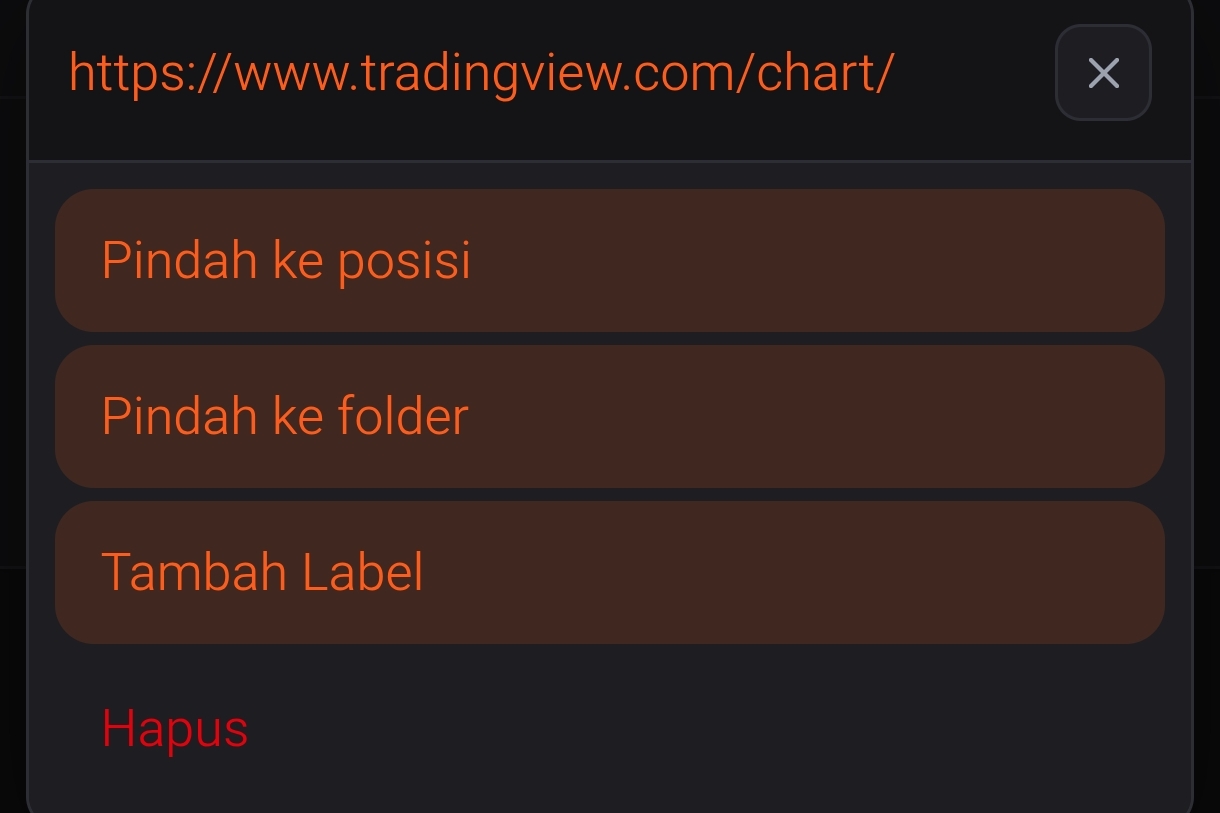 https://www.tradingview.com/chart/
Pindah ke posisi
Pindah ke folder
Tambah Label
Hapus